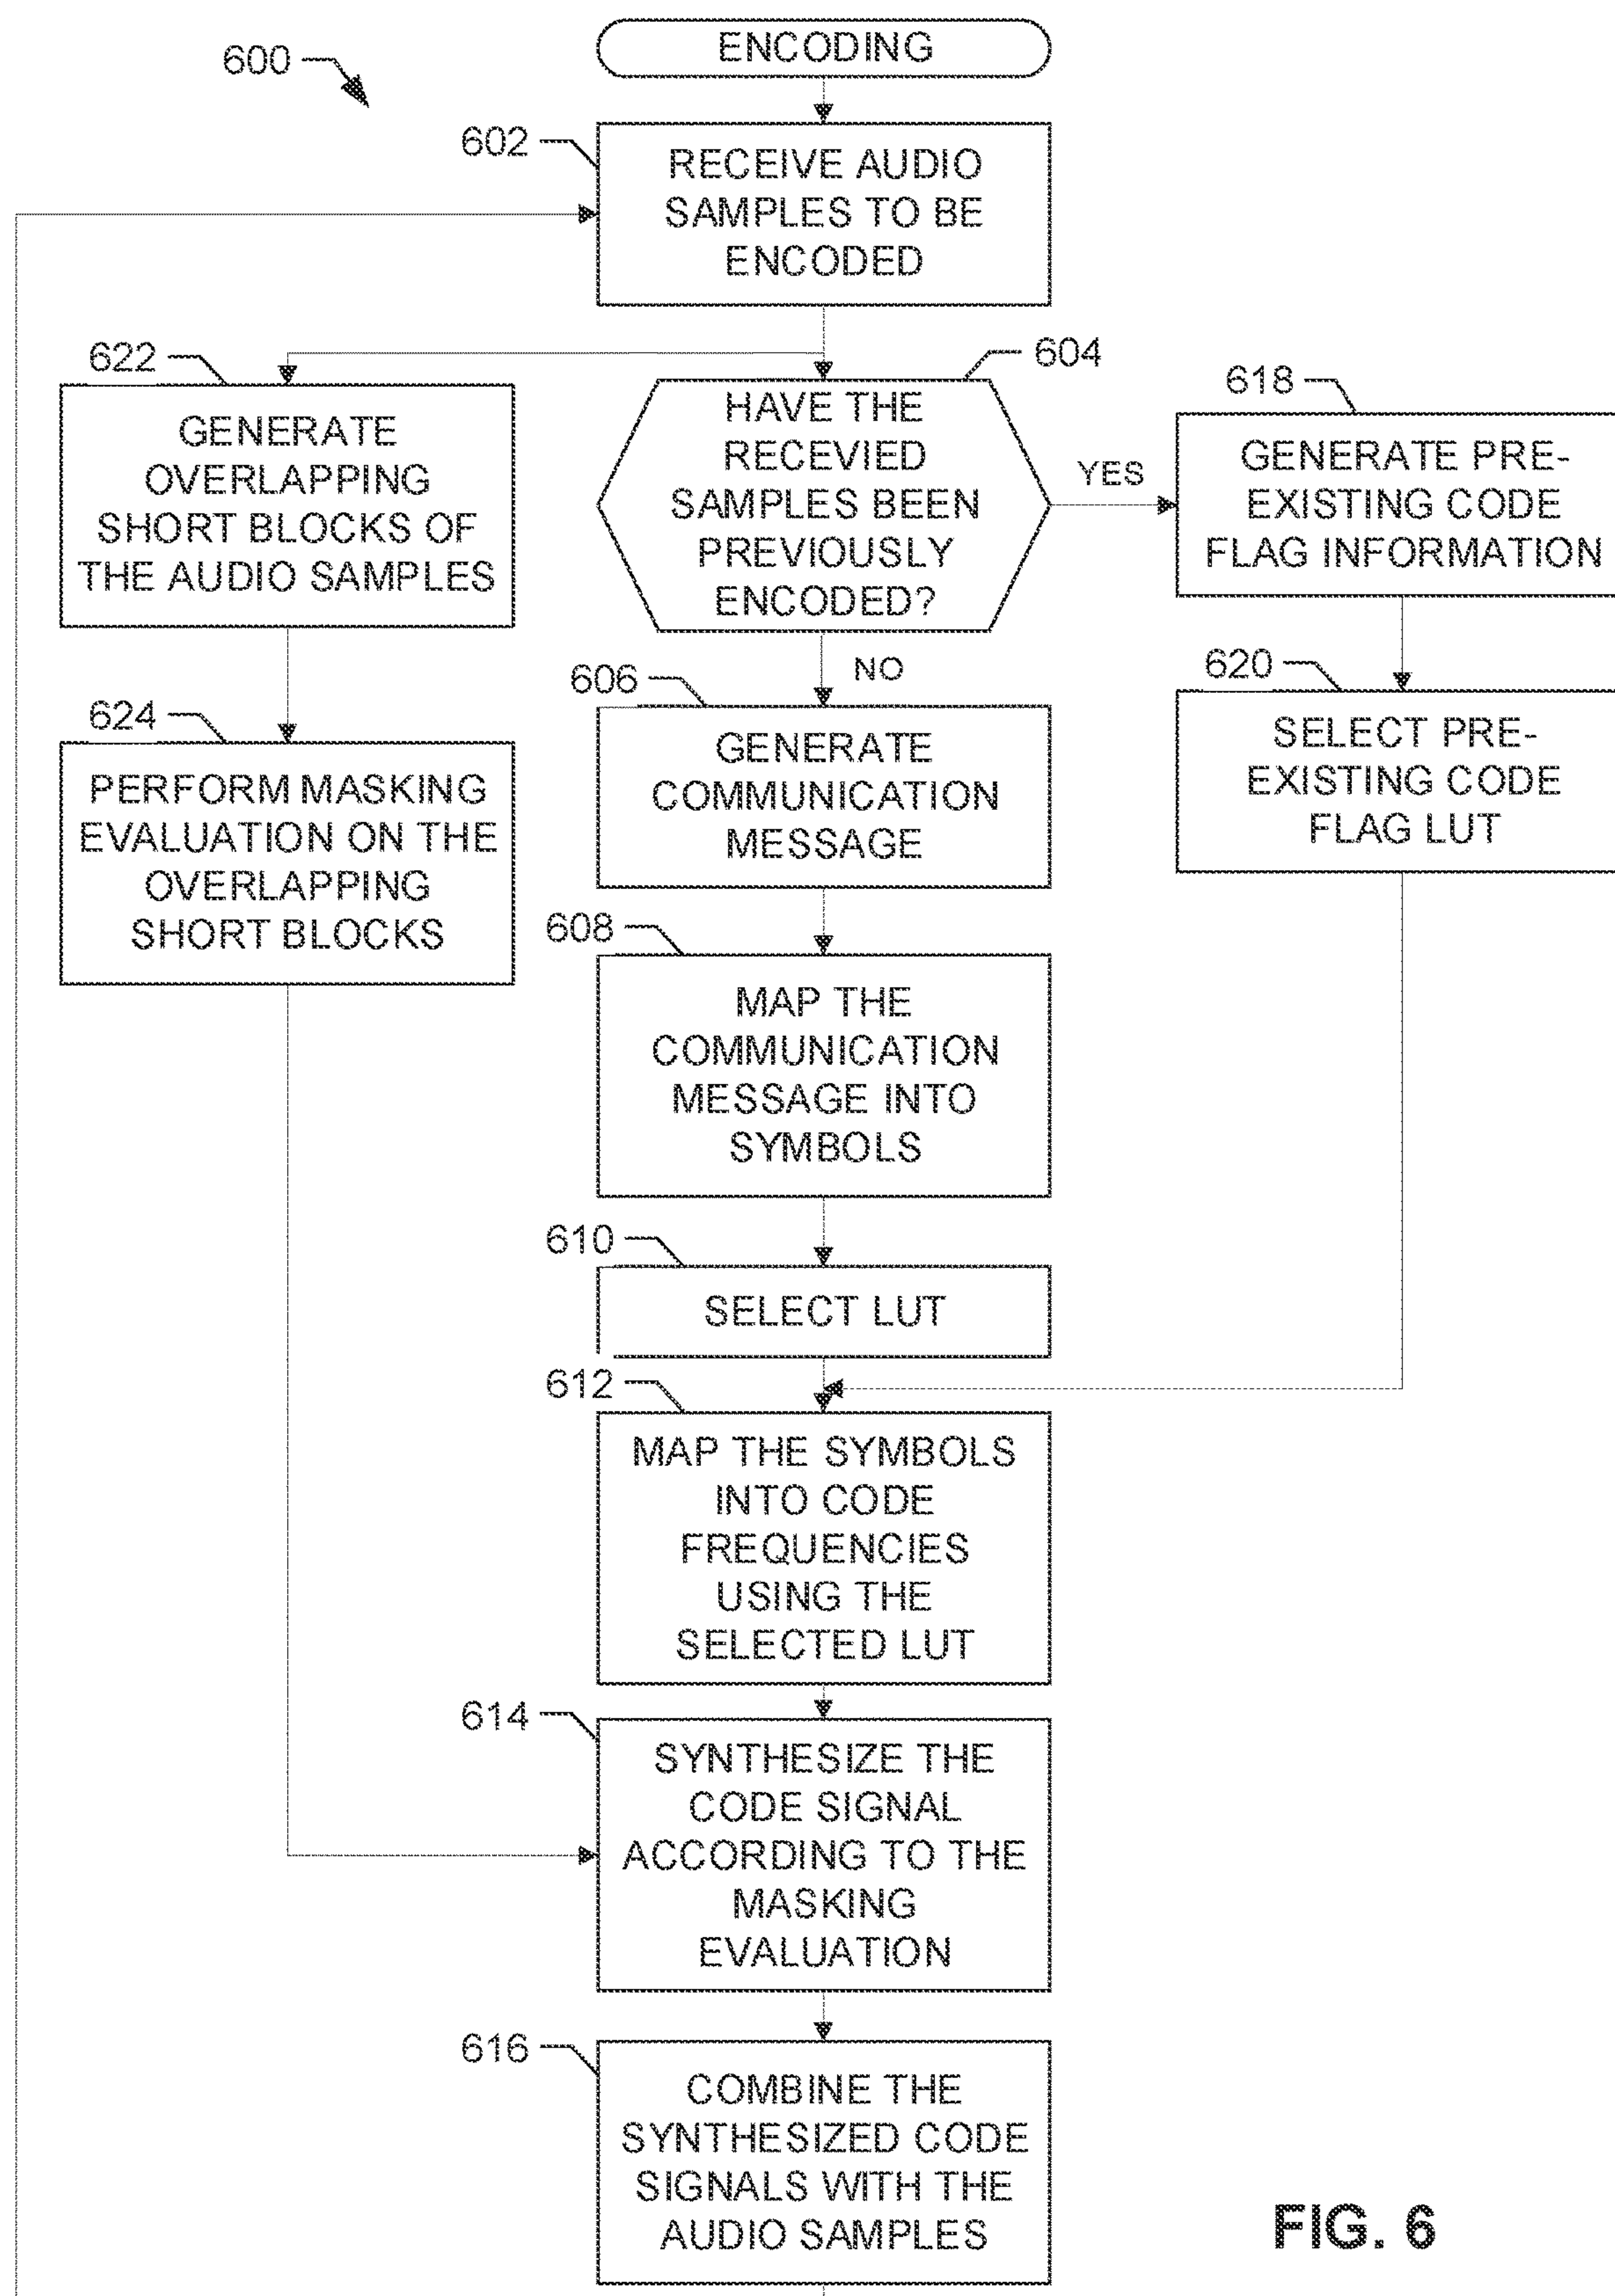 600
ENCODING
602
RECEIVE AUDIO
SAMPLES TO BE
ENCODED
622
GENERATE
OVERLAPPING
SHORT BLOCKS OF
THE AUDIO SAMPLES
604
HAVE THE
RECEVIED
SAMPLES BEEN
PREVIOUSLY
ENCODED?
YES
NO
618
GENERATE PRE-
EXISTING CODE
FLAG INFORMATION
620
SELECT PRE-
EXISTING CODE
FLAG LUT
624
PERFORM MASKING
EVALUATION ON THE
OVERLAPPING
SHORT BLOCKS
606
GENERATE
COMMUNICATION
MESSAGE
608
MAP THE
COMMUNICATION
MESSAGE INTO
SYMBOLS
610
SELECT LUT
612
MAP THE SYMBOLS
INTO CODE
FREQUENCIES
USING THE
SELECTED LUT
614
SYNTHESIZE THE
CODE SIGNAL
ACCORDING TO THE
MASKING
EVALUATION
616
COMBINE THE
SYNTHESIZED CODE
SIGNALS WITH THE
AUDIO SAMPLES
FIG. 6